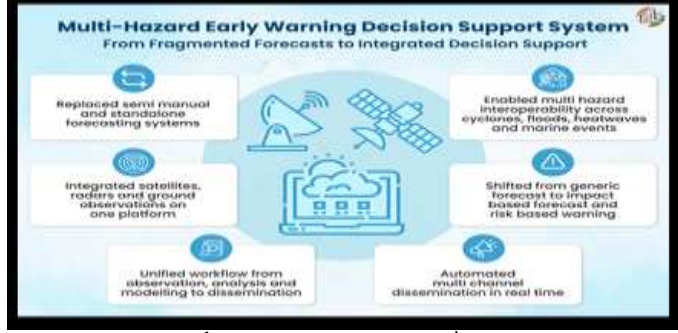 Multi-Hazard Early Warning Decision Support System
From Fragmented Forecasts to Integrated Decision Support
Replaced semi manual
and standalone
forecasting systems
Enabled multi hazard
interoperability across
cyclones, floods, heatwaves
and marine events
Integrated satellites,
radars and ground
observations on
one platform
Shifted from generic
forecast to impact
based forecast and
risk based warning
Unified workflow from
observation, analysis and
modelling to dissemination
Automated
multi channel
dissemination in real time